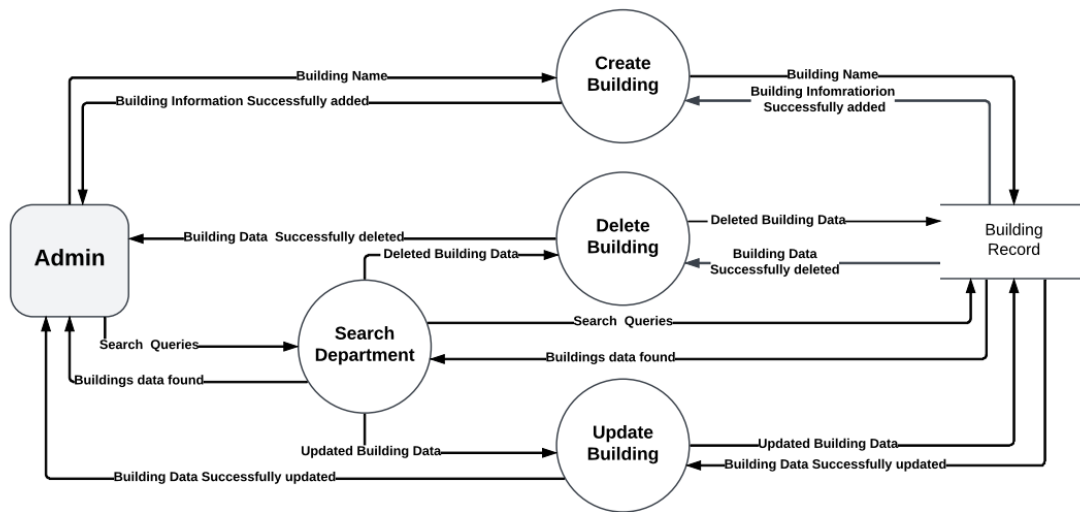 Create
Building
Building Name
Building Name
Building Information Successfully added
Building Infomratiorion
Successfully added
Admin
Delete
Building
Building Record
Deleted Building Data
Building Data  Successfully deleted
Deleted Building Data
Building Data
Successfully deleted
Search
Department
Search  Queries
Search  Queries
Buildings data found
Buildings data found
Update
Building
Updated Building Data
Updated Building Data
Building Data Successfully updated
Building Data Successfully updated